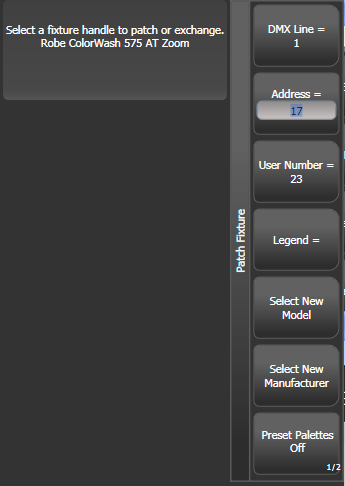 Select a fixture handle to patch or exchange.
Robe ColorWash 575 AT Zoom
Patch Fixture
DMX Line =
1
Address =
17
User Number =
23
Legend =
Select New
Model
Select New
Manufacturer
Preset Palettes
Off
1/2